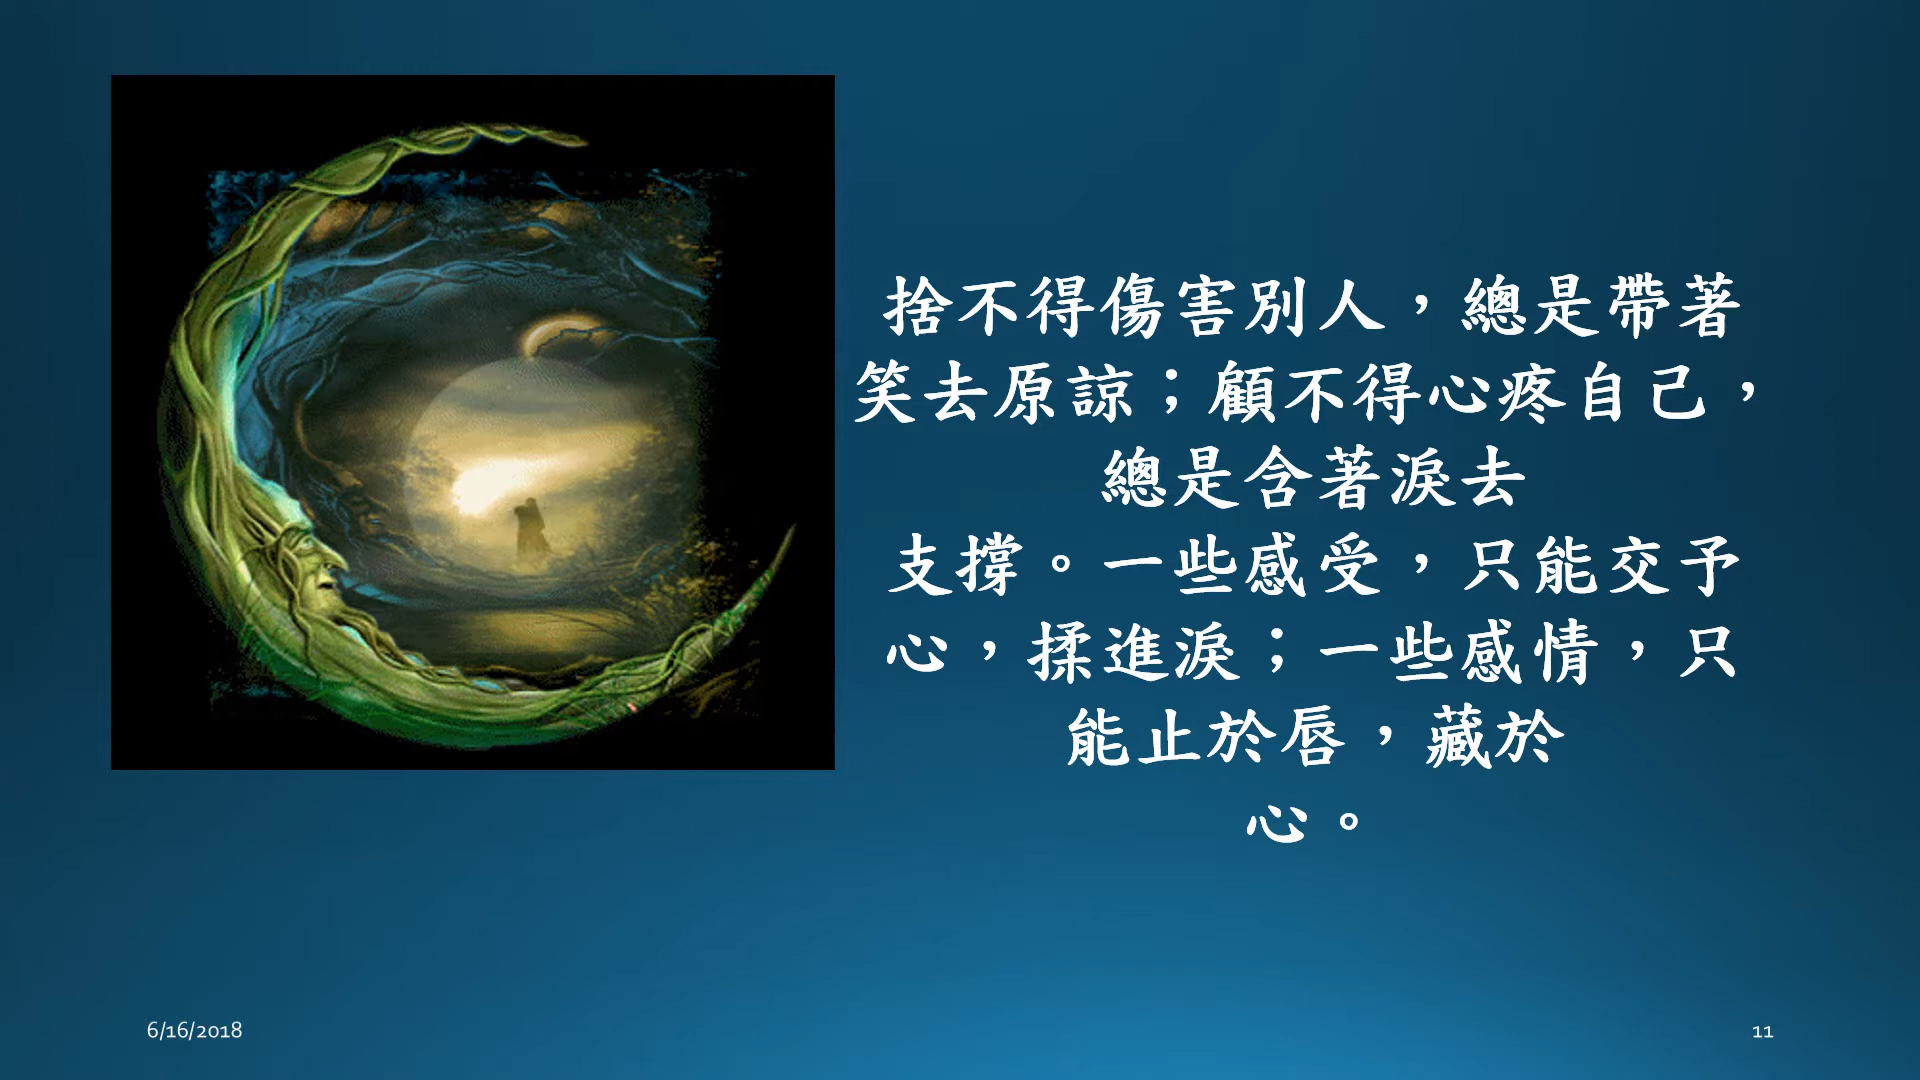 捨不得傷害別人，總是帶著
笑去原諒；顧不得心疼自己，
總是含著淚去
支撐。一些感受，只能交予
心，揉進淚；一些感情，只
能止於唇，藏於
心。
6/16/2018
11